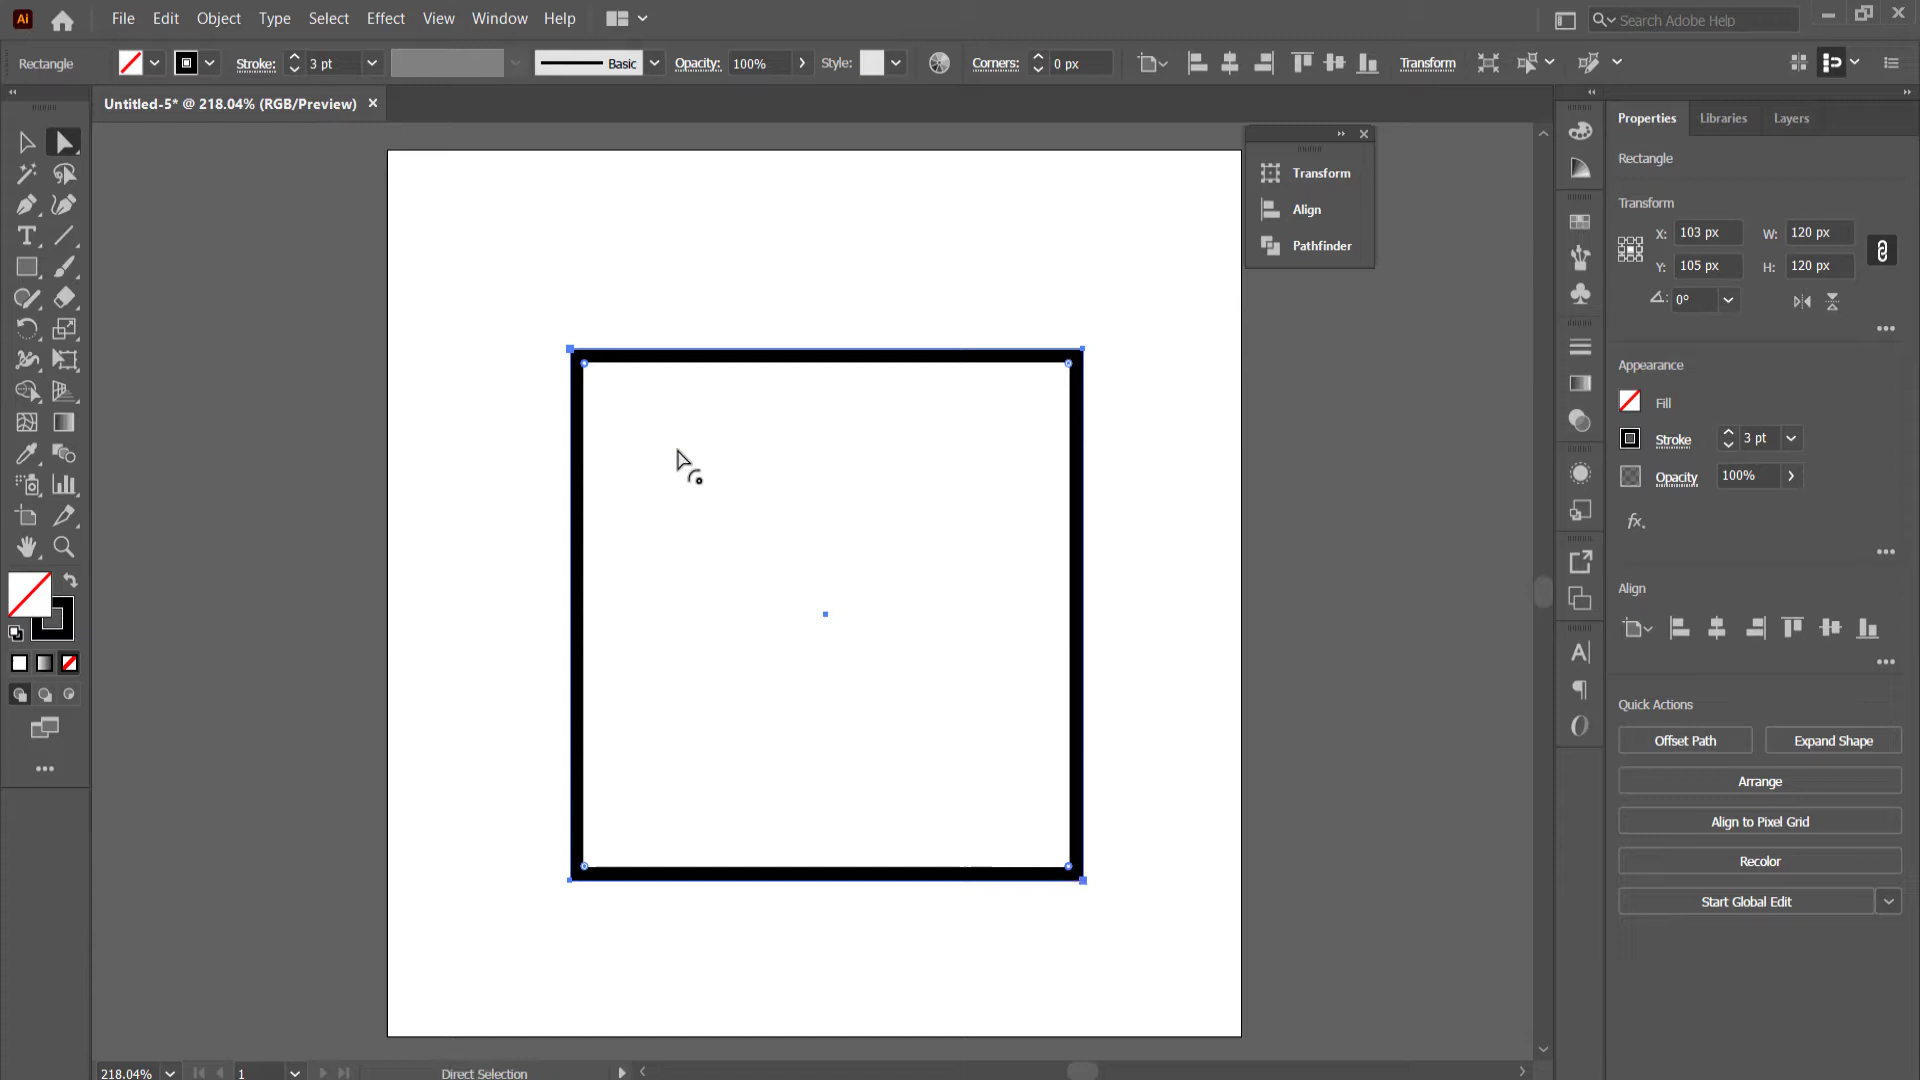 Ai File Edit Object Type Select Effect View Window Help Search Adobe Help
Rectangle Stroke: 3 pt Basic Opacity: 100% Style: Corners: 0 px Transform
Untitled-5* @ 218.04% (RGB/Preview)
Transform
Align
Pathfinder
Properties Libraries Layers
Rectangle
Transform
X: 103 px W: 120 px
Y: 105 px H: 120 px
0°
Appearance
Fill
Stroke 3 pt
Opacity 100%
fx.
Align
Quick Actions
Offset Path Expand Shape
Arrange
Align to Pixel Grid
Recolor
Start Global Edit
218.04% 1 Direct Selection